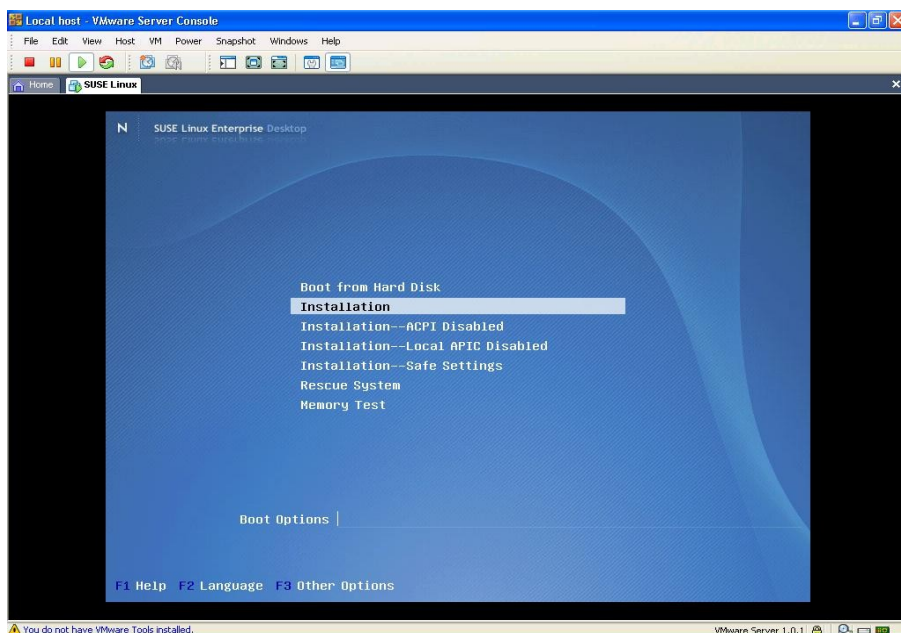 Local host - VMware Server Console
File Edit View Host VM Power Snapshot Windows Help
Home SUSE Linux
N SUSE Linux Enterprise Desktop
Boot from Hard Disk
Installation
Installation--ACPI Disabled
Installation--Local APIC Disabled
Installation--Safe Settings
Rescue System
Memory Test
Boot Options
F1 Help F2 Language F3 Other Options
You do not have VMware Tools installed. VMware Server 1.0.1